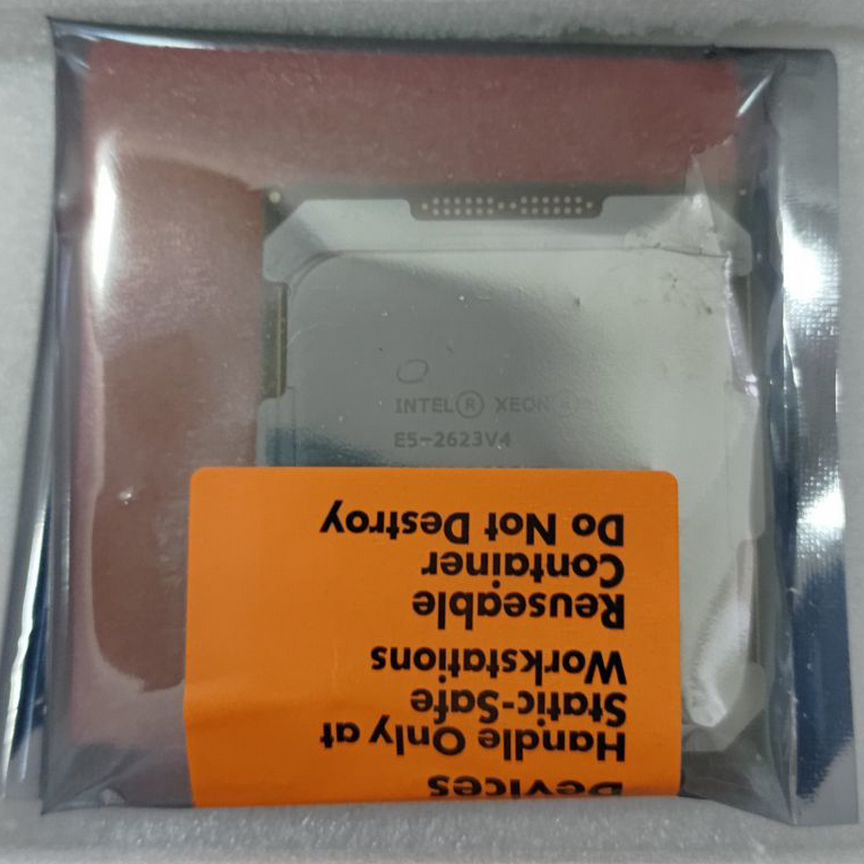 INTEL® XEON®
E5-2623V4
Devices
Handle Only at
Static-Safe
Workstations
Reuseable
Container
Do Not Destroy